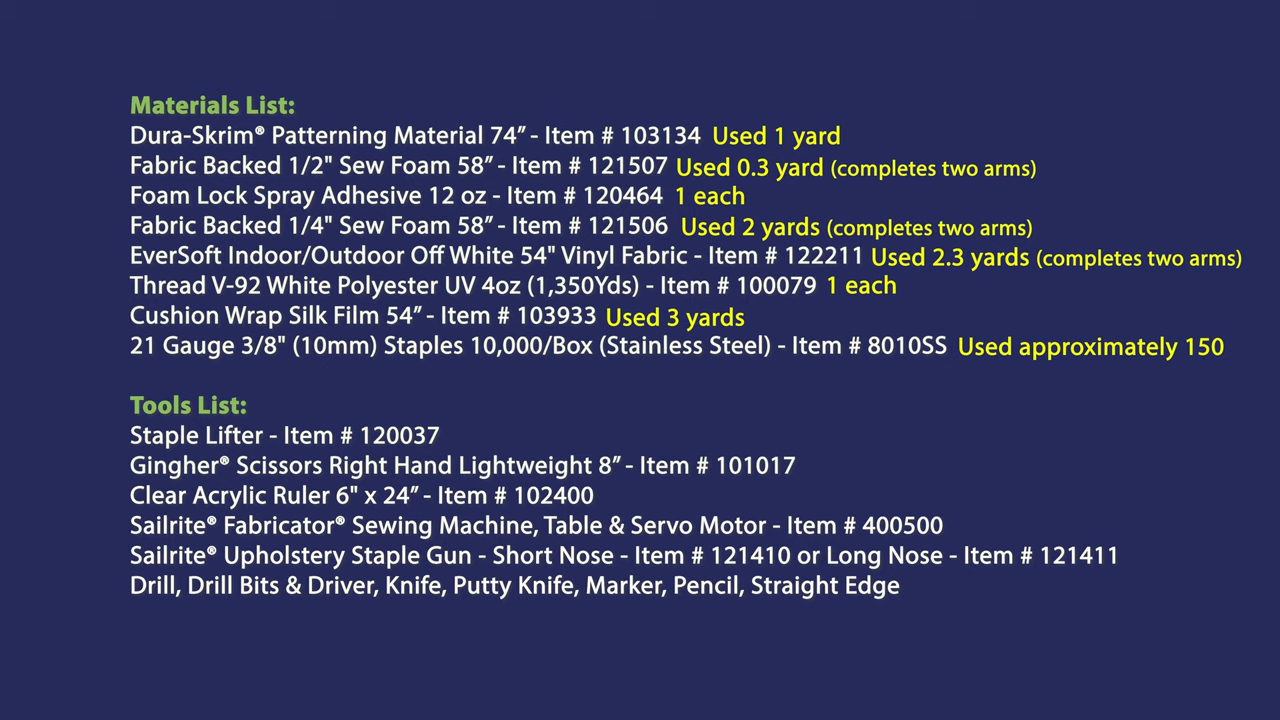 Materials List:
Dura-Skrim® Patterning Material 74” - Item # 103134 Used 1 yard
Fabric Backed 1/2" Sew Foam 58” - Item # 121507 Used 0.3 yard (completes two arms)
Foam Lock Spray Adhesive 12 oz - Item # 120464 1 each
Fabric Backed 1/4" Sew Foam 58” - Item # 121506 Used 2 yards (completes two arms)
EverSoft Indoor/Outdoor Off White 54" Vinyl Fabric - Item # 122211 Used 2.3 yards (completes two arms)
Thread V-92 White Polyester UV 4oz (1,350Yds) - Item # 100079 1 each
Cushion Wrap Silk Film 54” - Item # 103933 Used 3 yards
21 Gauge 3/8" (10mm) Staples 10,000/Box (Stainless Steel) - Item # 8010SS Used approximately 150
Tools List:
Staple Lifter - Item # 120037
Gingher® Scissors Right Hand Lightweight 8” - Item # 101017
Clear Acrylic Ruler 6" x 24” - Item # 102400
Sailrite® Fabricator® Sewing Machine, Table & Servo Motor - Item # 400500
Sailrite® Upholstery Staple Gun - Short Nose - Item # 121410 or Long Nose - Item # 121411
Drill, Drill Bits & Driver, Knife, Putty Knife, Marker, Pencil, Straight Edge